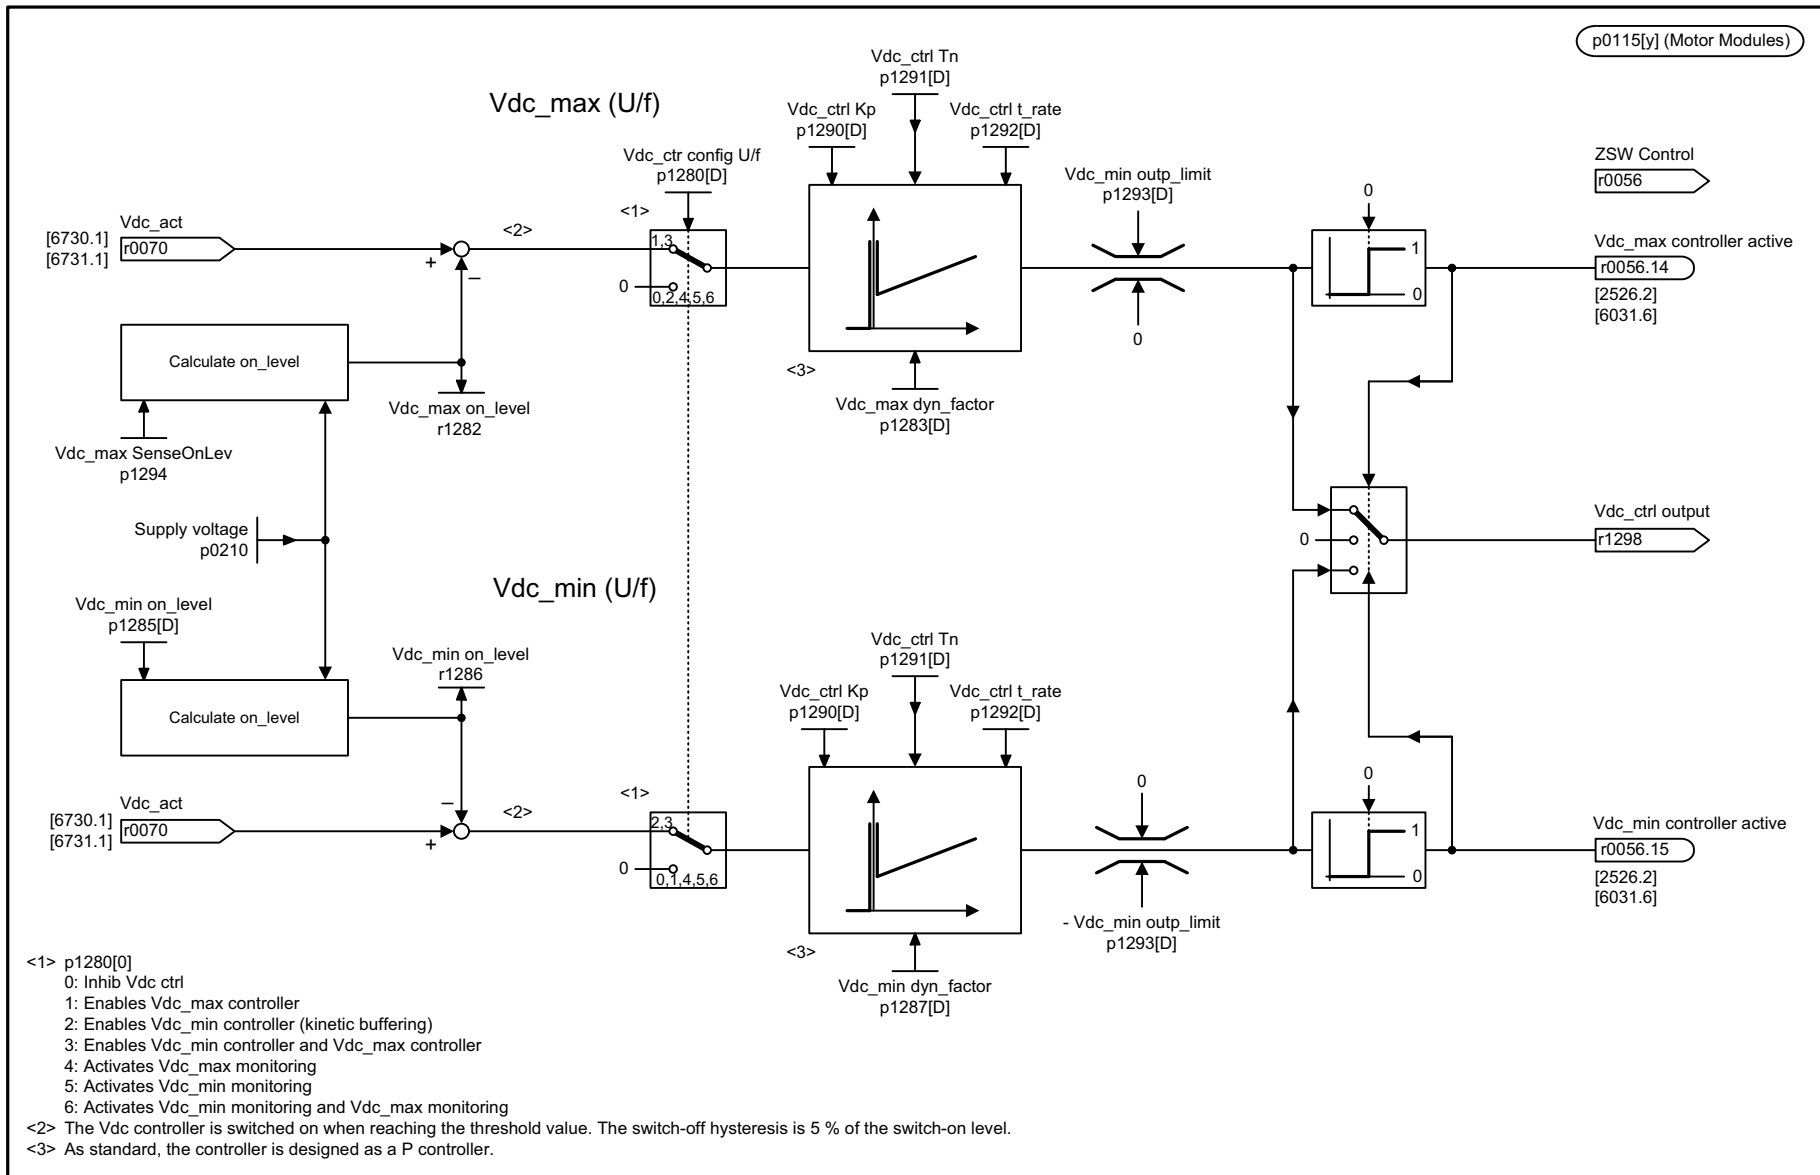 p0115[y] (Motor Modules)
Vdc_max (U/f)
Vdc_ctrl Tn
p1291[D]
Vdc_ctrl Kp
p1290[D]
Vdc_ctrl t_rate
p1292[D]
Vdc_ctr config U/f
p1280[D]
Vdc_min outp_limit
p1293[D]
ZSW Control
r0056
[6730.1]
[6731.1]
Vdc_act
r0070
+
–
<2>
<1>
1,3
0
0,2,4,5,6
0
0
1
0
Vdc_max controller active
r0056.14
[2526.2]
[6031.6]
Calculate on_level
Vdc_max on_level
r1282
<3>
Vdc_max dyn_factor
p1283[D]
Vdc_max SenseOnLev
p1294
Supply voltage
p0210
0
Vdc_ctrl output
r1298
Vdc_min (U/f)
Vdc_min on_level
p1285[D]
Vdc_min on_level
r1286
Calculate on_level
Vdc_ctrl Tn
p1291[D]
Vdc_ctrl Kp
p1290[D]
Vdc_ctrl t_rate
p1292[D]
[6730.1]
[6731.1]
Vdc_act
r0070
+
–
<2>
<1>
2,3
0
0,1,4,5,6
0
0
1
0
Vdc_min controller active
r0056.15
[2526.2]
[6031.6]
- Vdc_min outp_limit
p1293[D]
<3>
Vdc_min dyn_factor
p1287[D]
<1> p1280[0]
0: Inhib Vdc ctrl
1: Enables Vdc_max controller
2: Enables Vdc_min controller (kinetic buffering)
3: Enables Vdc_min controller and Vdc_max controller
4: Activates Vdc_max monitoring
5: Activates Vdc_min monitoring
6: Activates Vdc_min monitoring and Vdc_max monitoring
<2> The Vdc controller is switched on when reaching the threshold value. The switch-off hysteresis is 5 % of the switch-on level.
<3> As standard, the controller is designed as a P controller.